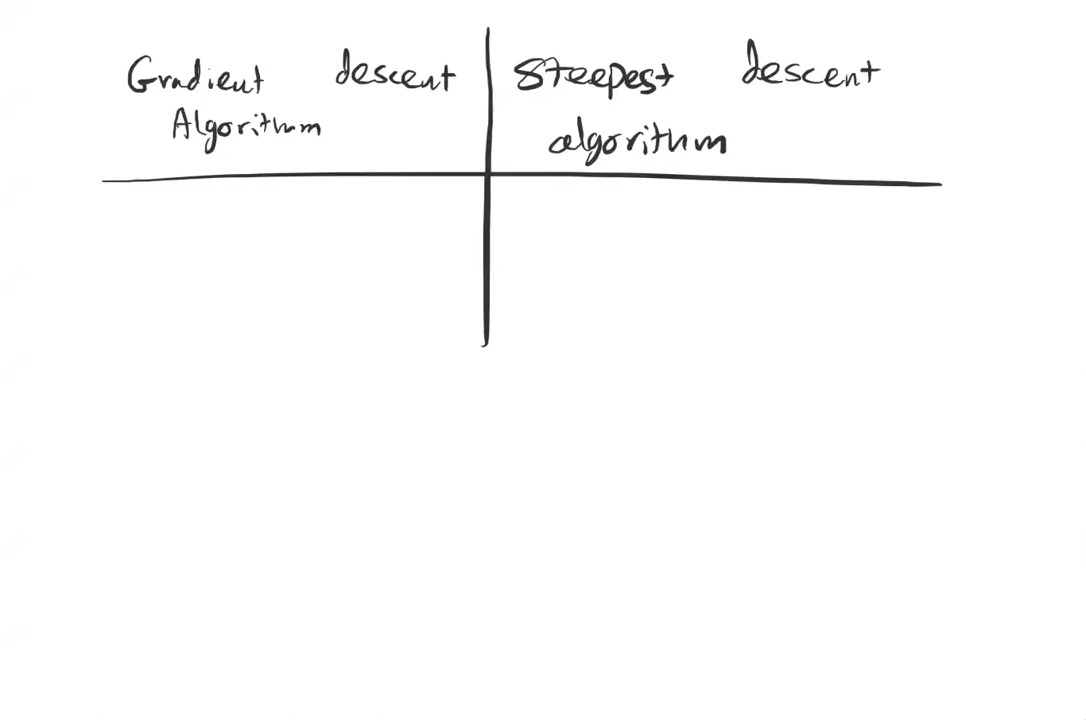 Gradient descent
Algorithm
Steepest descent
algorithm